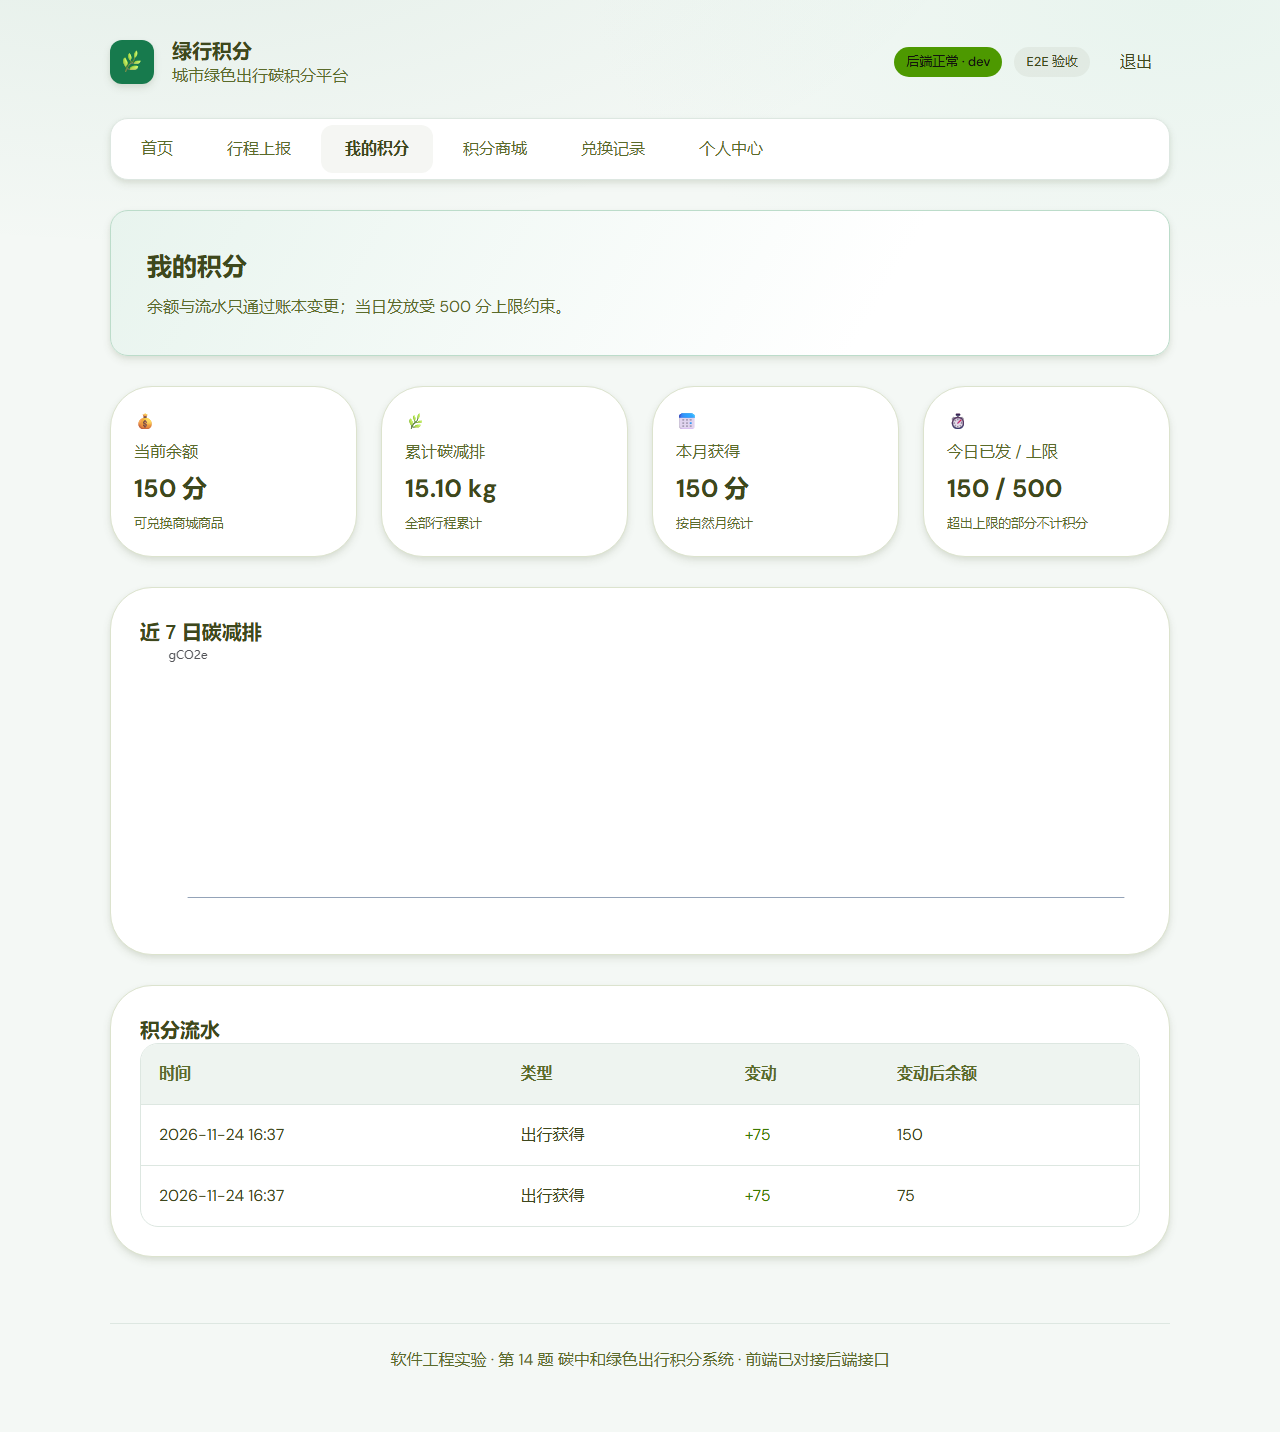 绿行积分
城市绿色出行碳积分平台
后端正常 · dev
E2E 验收
退出
首页
行程上报
我的积分
积分商城
兑换记录
个人中心
我的积分
余额与流水只通过账本变更；当日发放受 500 分上限约束。
当前余额
150 分
可兑换商城商品
累计碳减排
15.10 kg
全部行程累计
本月获得
150 分
按自然月统计
今日已发 / 上限
150 / 500
超出上限的部分不计积分
近 7 日碳减排
gCO2e
积分流水
时间 类型 变动 变动后余额
2026-11-24 16:37 出行获得 +75 150
2026-11-24 16:37 出行获得 +75 75
软件工程实验 · 第 14 题 碳中和绿色出行积分系统 · 前端已对接后端接口